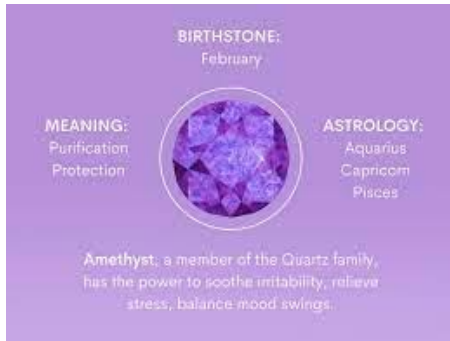 BIRTHSTONE:
February
MEANING:
Purification
Protection
ASTROLOGY:
Aquarius
Capricorn
Pisces
Amethyst, a member of the Quartz family,
has the power to soothe irritability, relieve
stress, balance mood swings.